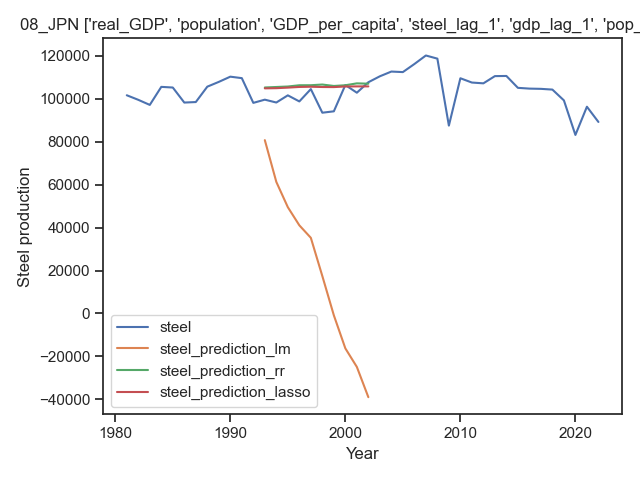 08_JPN ['real_GDP', 'population', 'GDP_per_capita', 'steel_lag_1', 'gdp_lag_1', 'pop_
120000
100000
80000
60000
40000
20000
0
−20000
−40000
Steel production
steel
steel_prediction_lm
steel_prediction_rr
steel_prediction_lasso
1980 1990 2000 2010 2020
Year